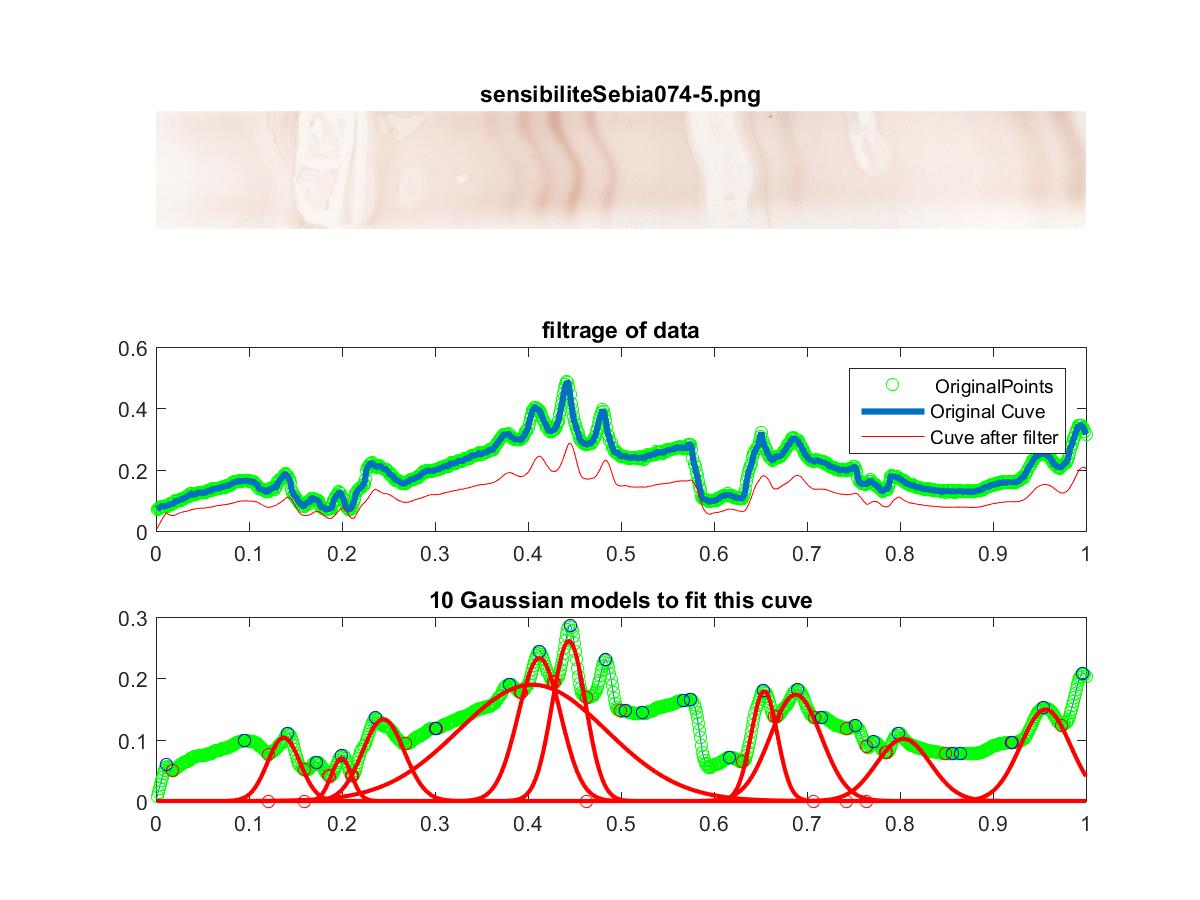 sensibiliteSebia074-5.png
filtrage of data
0.6
0.4
0.2
0
OriginalPoints
Original Cuve
Cuve after filter
0 0.1 0.2 0.3 0.4 0.5 0.6 0.7 0.8 0.9 1
10 Gaussian models to fit this cuve
0.3
0.2
0.1
0
0 0.1 0.2 0.3 0.4 0.5 0.6 0.7 0.8 0.9 1